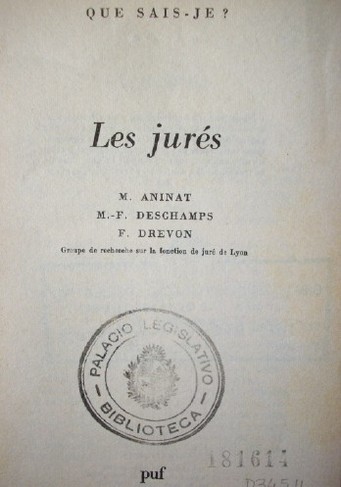 QUE SAIS-JE ?
Les jurés
M. ANINAT
M.-F. DESCHAMPS
F. DREVON
Groupe de recherche sur la fonction de juré de Lyon
PALACIO LEGISLATIVO
BIBLIOTECA
181614
puf